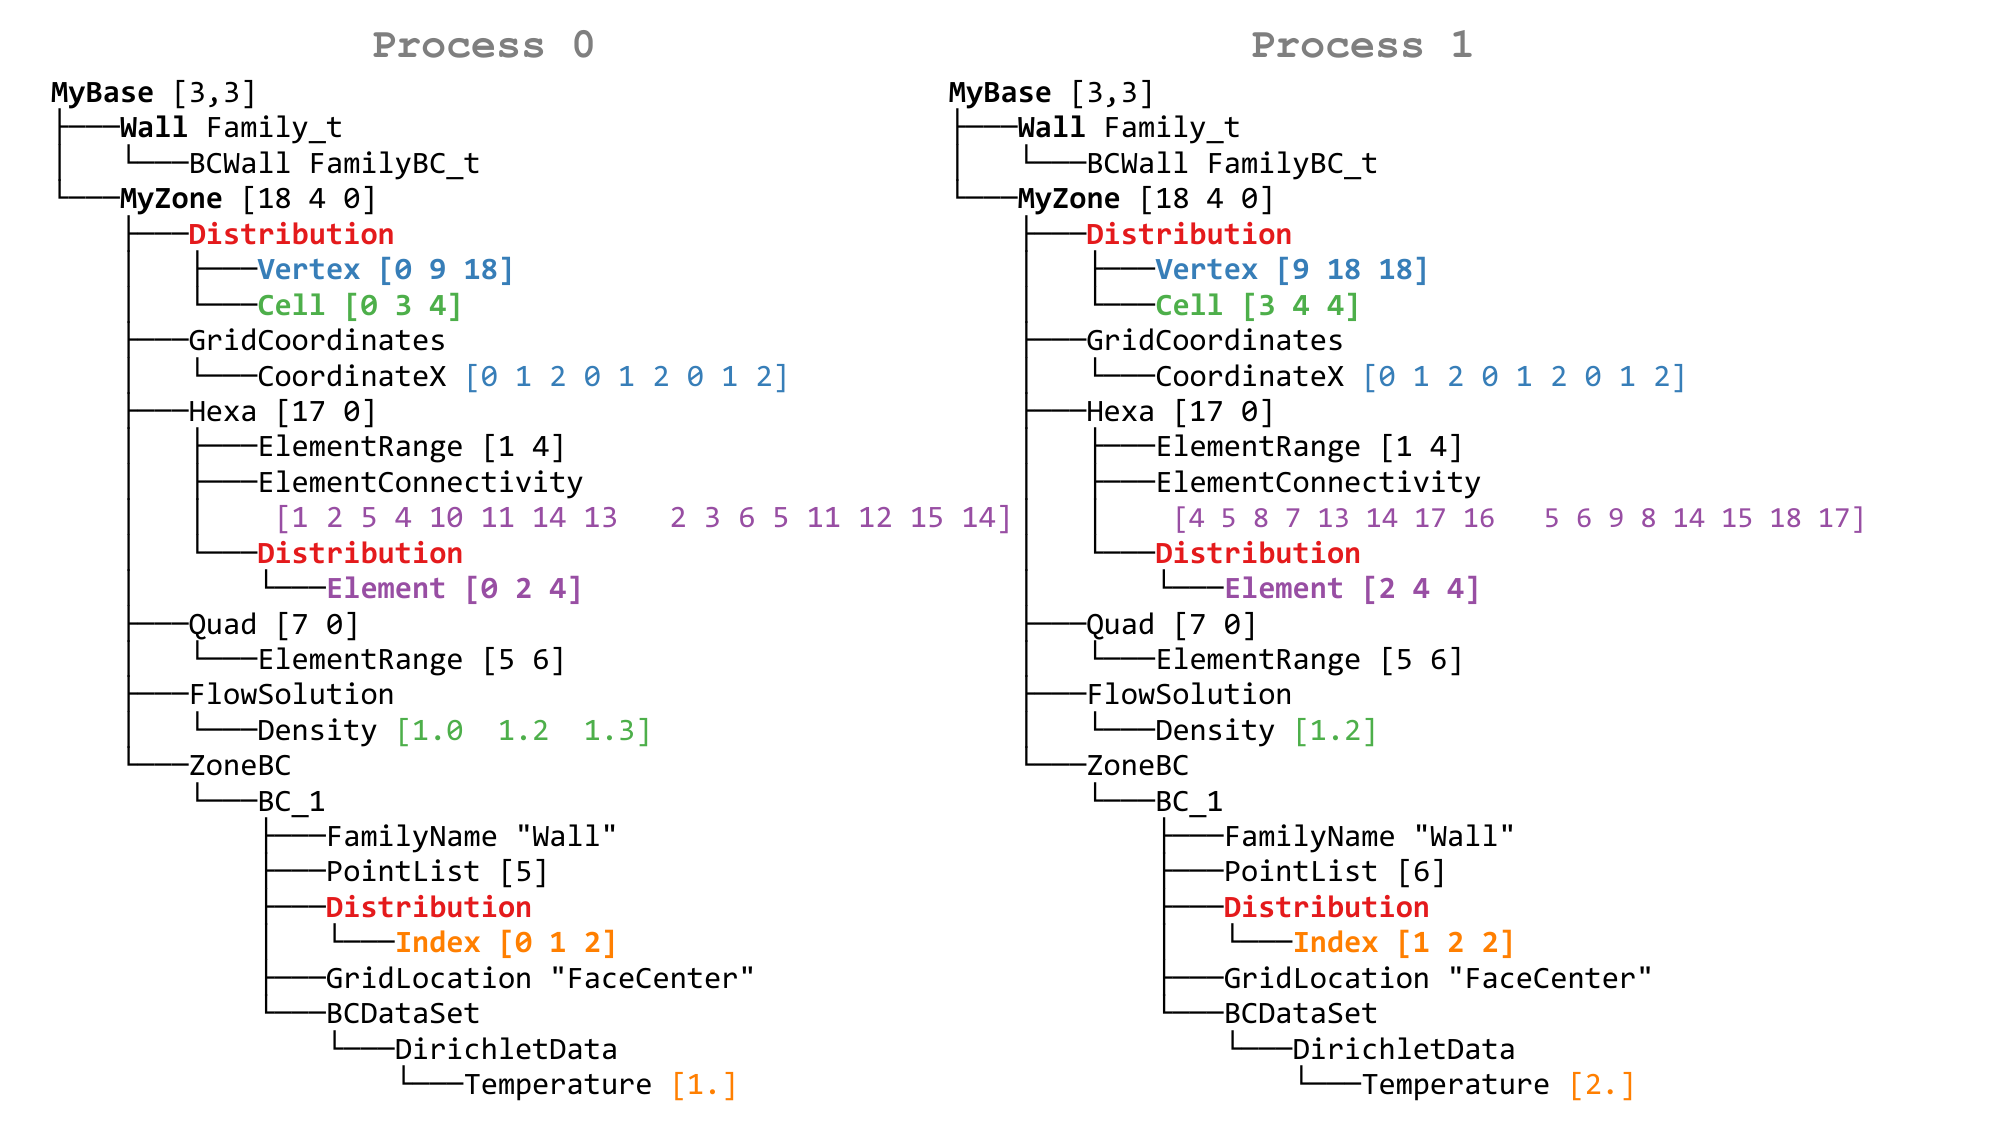 Process 0
MyBase [3,3]
Wall Family_t
BCWall FamilyBC_t
MyZone [18 4 0]
Distribution
Vertex [0 9 18]
Cell [0 3 4]
GridCoordinates
CoordinateX [0 1 2 0 1 2 0 1 2]
Hexa [17 0]
ElementRange [1 4]
ElementConnectivity
[1 2 5 4 10 11 14 13   2 3 6 5 11 12 15 14]
Distribution
Element [0 2 4]
Quad [7 0]
ElementRange [5 6]
FlowSolution
Density [1.0  1.2  1.3]
ZoneBC
BC_1
FamilyName "Wall"
PointList [5]
Distribution
Index [0 1 2]
GridLocation "FaceCenter"
BCDataSet
DirichletData
Temperature [1.]
Process 1
MyBase [3,3]
Wall Family_t
BCWall FamilyBC_t
MyZone [18 4 0]
Distribution
Vertex [9 18 18]
Cell [3 4 4]
GridCoordinates
CoordinateX [0 1 2 0 1 2 0 1 2]
Hexa [17 0]
ElementRange [1 4]
ElementConnectivity
[4 5 8 7 13 14 17 16   5 6 9 8 14 15 18 17]
Distribution
Element [2 4 4]
Quad [7 0]
ElementRange [5 6]
FlowSolution
Density [1.2]
ZoneBC
BC_1
FamilyName "Wall"
PointList [6]
Distribution
Index [1 2 2]
GridLocation "FaceCenter"
BCDataSet
DirichletData
Temperature [2.]